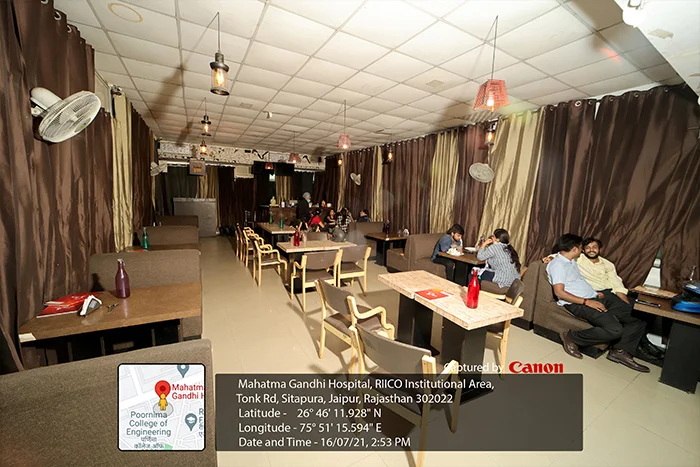 Captured by Canon
Mahatma Gandhi Hospital, RIICO Institutional Area,
Tonk Rd, Sitapura, Jaipur, Rajasthan 302022
Latitude - 26° 46' 11.928" N
Longitude - 75° 51' 15.594" E
Date and Time - 16/07/21, 2:53 PM
Mahatma
Gandhi H
Poornima
College of
Engineering
पूर्णिमा
कॉलेज ऑफ़